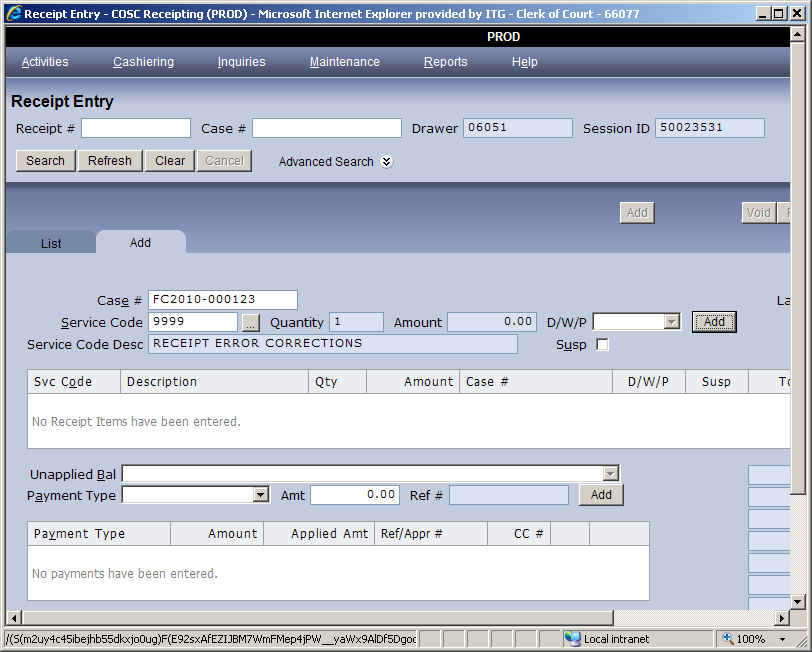 Receipt Entry - COSC Receipting (PROD) - Microsoft Internet Explorer provided by ITG - Clerk of Court - 66077
PROD
Activities Cashiering Inquiries Maintenance Reports Help
Receipt Entry
Receipt # Case # Drawer 06051 Session ID 50023531
Search Refresh Clear Cancel Advanced Search
Add Void
List Add
Case # FC2010-000123 La
Service Code 9999 ... Quantity 1 Amount 0.00 D/W/P Add
Service Code Desc RECEIPT ERROR CORRECTIONS Susp
Svc Code Description Qty Amount Case # D/W/P Susp To
No Receipt Items have been entered.
Unapplied Bal
Payment Type Amt 0.00 Ref # Add
Payment Type Amount Applied Amt Ref/Appr # CC #
No payments have been entered.
Local intranet 100%